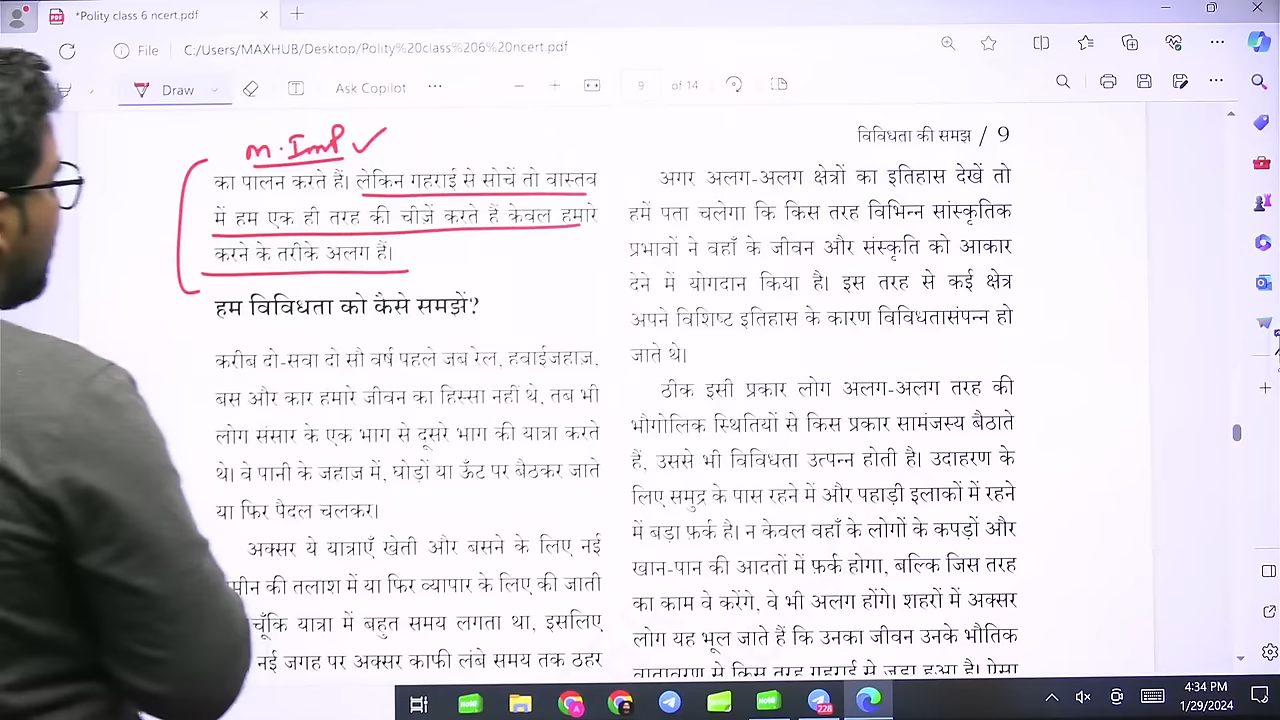 *Polity class 6 ncert.pdf
File
C:/Users/MAXHUB/Desktop/Polity%20class%206%20ncert.pdf
Draw
Ask Copilot
9 of 14
विविधता की समझ / 9
m. Imp
का पालन करते हैं। लेकिन गहराई से सोचें तो वास्तव
में हम एक ही तरह की चीज़ें करते हैं केवल हमारे
करने के तरीके अलग हैं।
हम विविधता को कैसे समझें?
करीब दो-सवा दो सौ वर्ष पहले जब रेल, हवाईजहाज़,
बस और कार हमारे जीवन का हिस्सा नहीं थे, तब भी
लोग संसार के एक भाग से दूसरे भाग की यात्रा करते
थे। वे पानी के जहाज में, घोड़ों या ऊँट पर बैठकर जाते
या फिर पैदल चलकर।
अक्सर ये यात्राएँ खेती और बसने के लिए नई
मीन की तलाश में या फिर व्यापार के लिए की जाती
चूँकि यात्रा में बहुत समय लगता था, इसलिए
नई जगह पर अक्सर काफी लंबे समय तक ठहर
अगर अलग-अलग क्षेत्रों का इतिहास देखें तो
हमें पता चलेगा कि किस तरह विभिन्न सांस्कृतिक
प्रभावों ने वहाँ के जीवन और संस्कृति को आकार
देने में योगदान किया है। इस तरह से कई क्षेत्र
अपने विशिष्ट इतिहास के कारण विविधतासंपन्न हो
जाते थे।
ठीक इसी प्रकार लोग अलग-अलग तरह की
भौगोलिक स्थितियों से किस प्रकार सामंजस्य बैठाते
हैं, उससे भी विविधता उत्पन्न होती है। उदाहरण के
लिए समुद्र के पास रहने में और पहाड़ी इलाकों में रहने
में बड़ा फ़र्क है। न केवल वहाँ के लोगों के कपड़ों और
खान-पान की आदतों में फ़र्क होगा, बल्कि जिस तरह
का काम वे करेंगे, वे भी अलग होंगे। शहरों में अक्सर
लोग यह भूल जाते हैं कि उनका जीवन उनके भौतिक
वातावरण से किस तरह गहराई से जुड़ा हुआ है। ऐसा
228
4:34 PM
1/29/2024